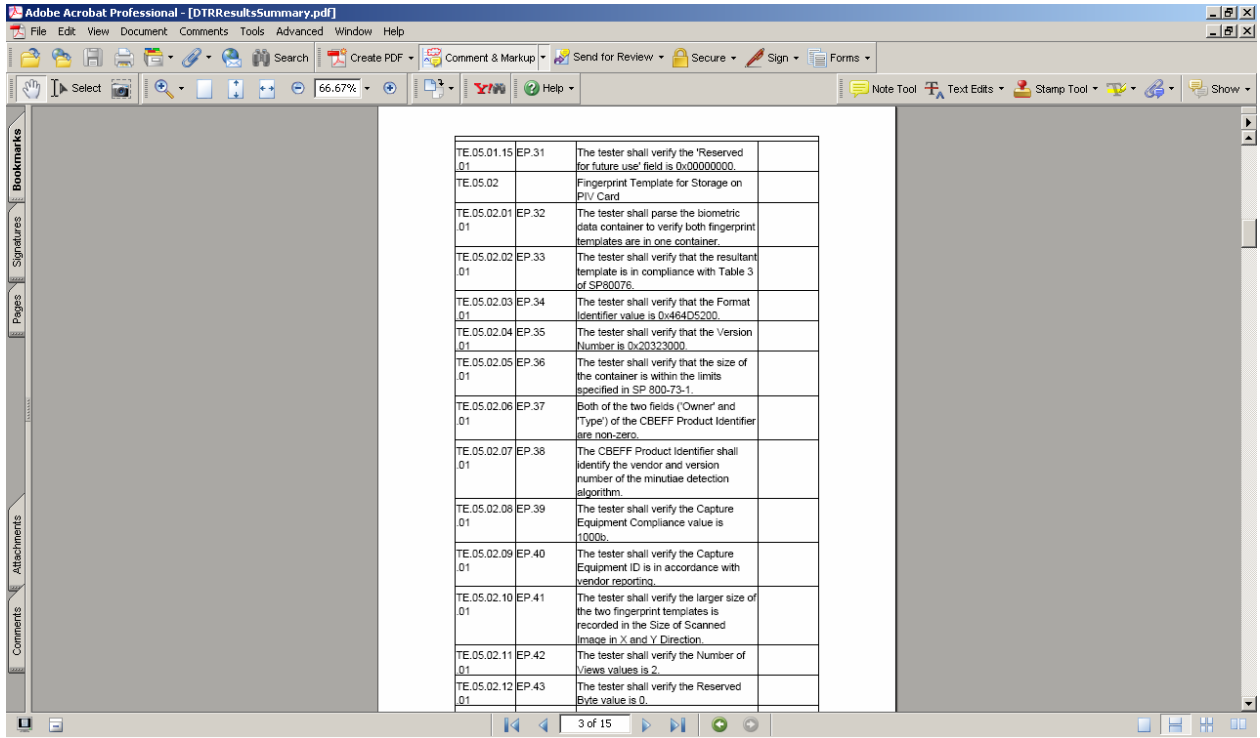 Adobe Acrobat Professional - [DTRResultsSummary.pdf]
File Edit View Document Comments Tools Advanced Window Help
Search Create PDF Comment & Markup Send for Review Secure Sign Forms
Select 66.67% Y! Help Note Tool Text Edits Stamp Tool Show
Bookmarks
Signatures
Pages
Attachments
Comments
TE.05.01.15 EP.31 The tester shall verify the 'Reserved
.01 for future use' field is 0x00000000.
TE.05.02 Fingerprint Template for Storage on
PIV Card
TE.05.02.01 EP.32 The tester shall parse the biometric
.01 data container to verify both fingerprint
templates are in one container.
TE.05.02.02 EP.33 The tester shall verify that the resultant
.01 template is in compliance with Table 3
of SP80076.
TE.05.02.03 EP.34 The tester shall verify that the Format
.01 Identifier value is 0x464D5200.
TE.05.02.04 EP.35 The tester shall verify that the Version
.01 Number is 0x20323000.
TE.05.02.05 EP.36 The tester shall verify that the size of
.01 the container is within the limits
specified in SP 800-73-1.
TE.05.02.06 EP.37 Both of the two fields ('Owner' and
.01 'Type') of the CBEFF Product Identifier
are non-zero.
TE.05.02.07 EP.38 The CBEFF Product Identifier shall
.01 identify the vendor and version
number of the minutiae detection
algorithm.
TE.05.02.08 EP.39 The tester shall verify the Capture
.01 Equipment Compliance value is
1000b.
TE.05.02.09 EP.40 The tester shall verify the Capture
.01 Equipment ID is in accordance with
vendor reporting.
TE.05.02.10 EP.41 The tester shall verify the larger size of
.01 the two fingerprint templates is
recorded in the Size of Scanned
Image in X and Y Direction.
TE.05.02.11 EP.42 The tester shall verify the Number of
.01 Views values is 2.
TE.05.02.12 EP.43 The tester shall verify the Reserved
.01 Byte value is 0.
3 of 15